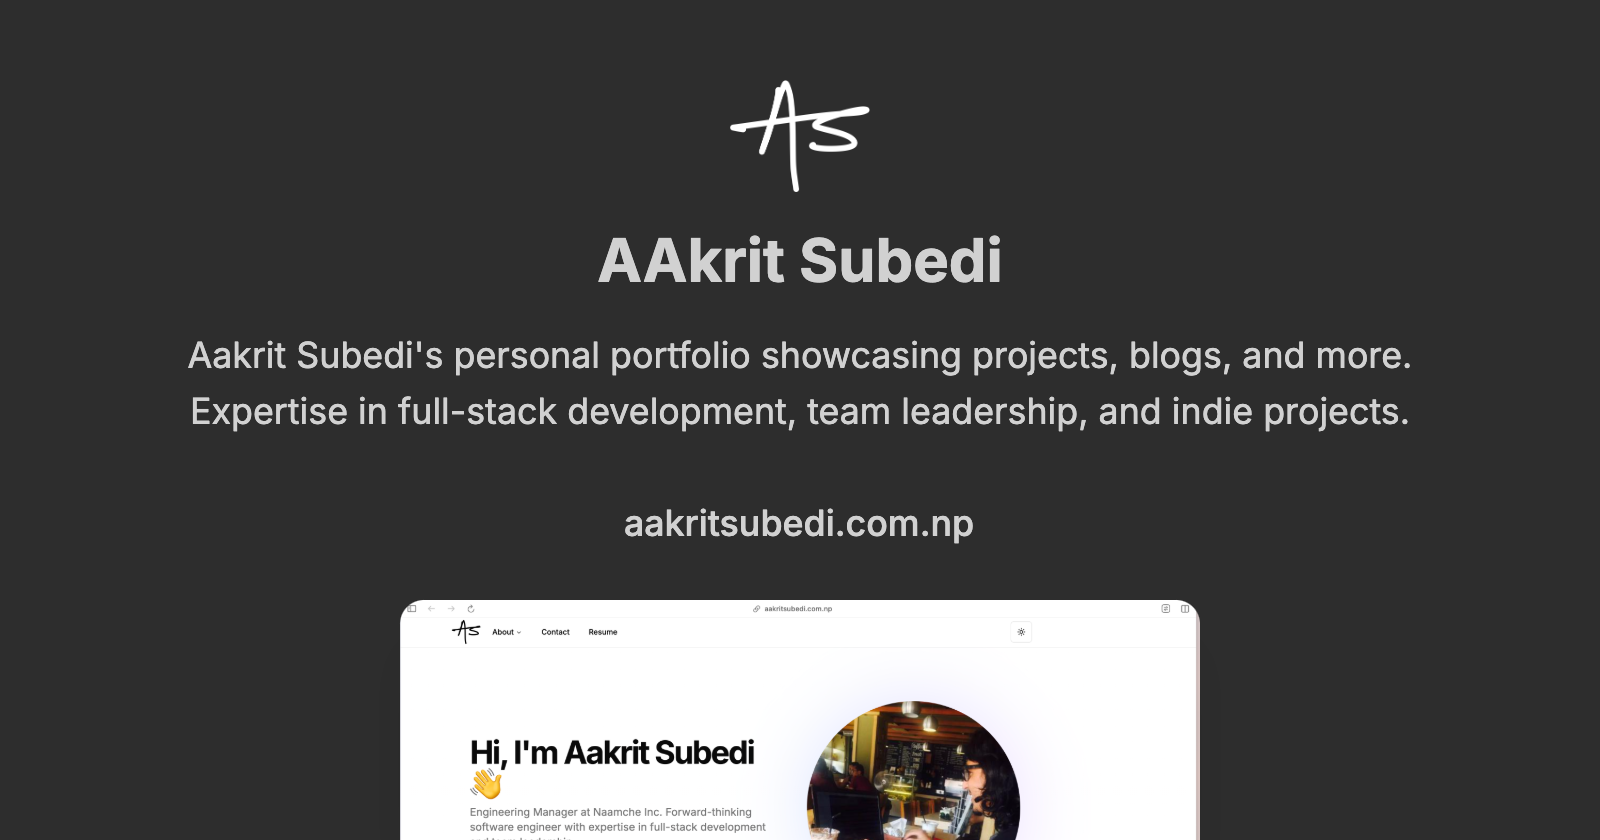 AS
AAkrit Subedi
Aakrit Subedi's personal portfolio showcasing projects, blogs, and more.
Expertise in full-stack development, team leadership, and indie projects.
aakritsubedi.com.np
aakritsubedi.com.np
AS About Contact Resume
Hi, I'm Aakrit Subedi
👋
Engineering Manager at Naamche Inc. Forward-thinking
software engineer with expertise in full-stack development